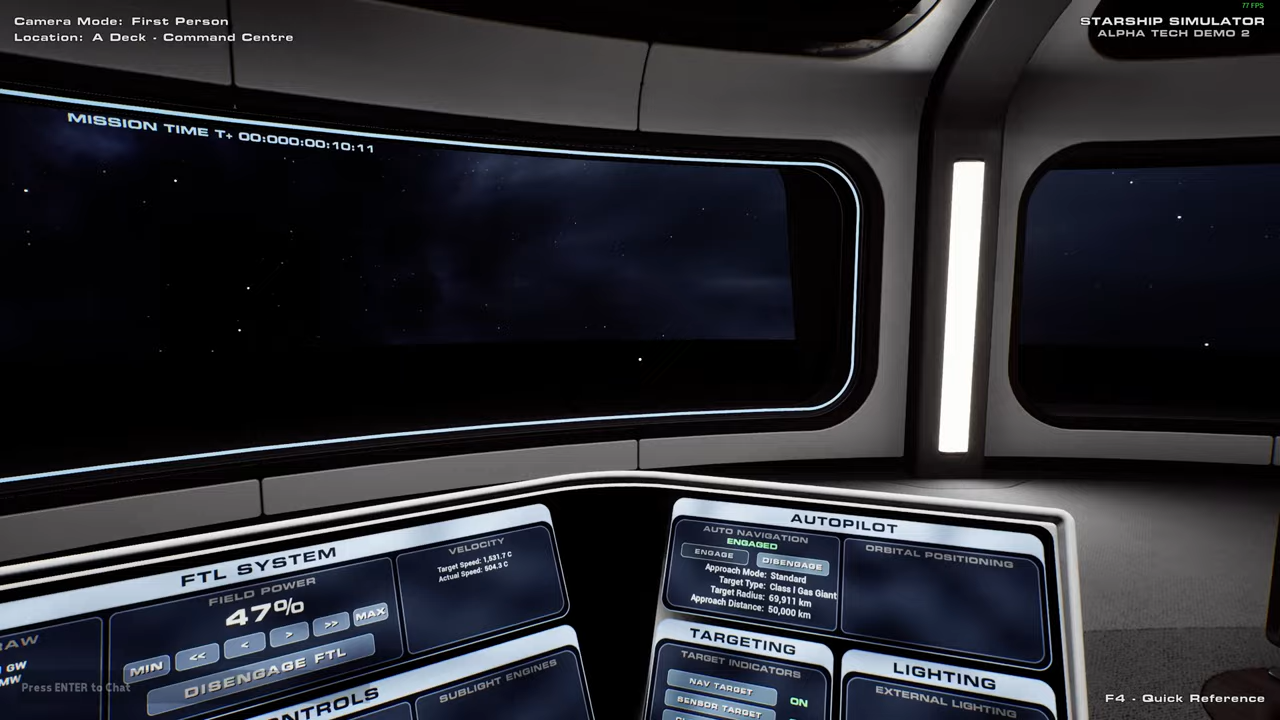 Camera Mode: First Person
Location: A Deck - Command Centre
77 FPS
STARSHIP SIMULATOR
ALPHA TECH DEMO 2
MISSION TIME T+ 00:000:00:10:11
FTL SYSTEM
FIELD POWER
47%
MIN << < > >> MAX
DISENGAGE FTL
VELOCITY
Target Speed: 1,531.7 C
Actual Speed: 504.3 C
GW
MW
SUBLIGHT ENGINES
AUTOPILOT
AUTO NAVIGATION
ENGAGED
ENGAGE DISENGAGE
Approach Mode: Standard
Target Type: Class I Gas Giant
Target Radius: 69,911 km
Approach Distance: 50,000 km
ORBITAL POSITIONING
TARGETING
TARGET INDICATORS
NAV TARGET ON
SENSOR TARGET
LIGHTING
EXTERNAL LIGHTING
Press ENTER to Chat
F4 - Quick Reference